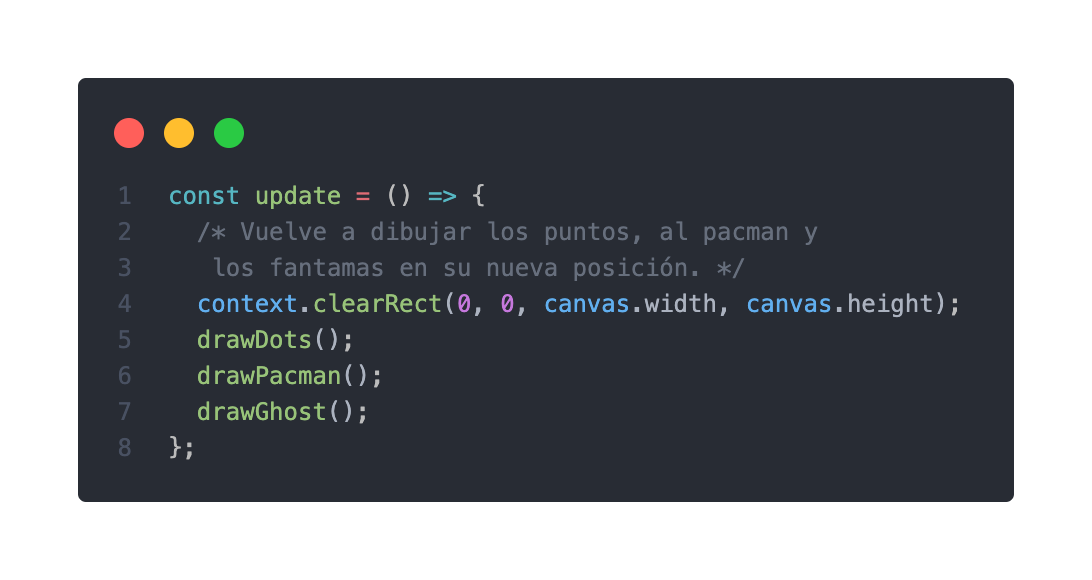 1 const update = () => {
2 /* Vuelve a dibujar los puntos, al pacman y
3 los fantamas en su nueva posición. */
4 context.clearRect(0, 0, canvas.width, canvas.height);
5 drawDots();
6 drawPacman();
7 drawGhost();
8 };